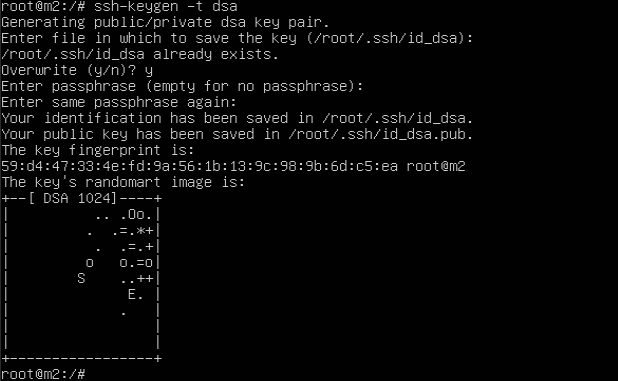 root@m2:/# ssh-keygen -t dsa
Generating public/private dsa key pair.
Enter file in which to save the key (/root/.ssh/id_dsa):
/root/.ssh/id_dsa already exists.
Overwrite (y/n)? y
Enter passphrase (empty for no passphrase):
Enter same passphrase again:
Your identification has been saved in /root/.ssh/id_dsa.
Your public key has been saved in /root/.ssh/id_dsa.pub.
The key fingerprint is:
59:d4:47:33:4e:fd:9a:56:1b:13:9c:98:9b:6d:c5:ea root@m2
The key's randomart image is:
+--[ DSA 1024]----+
|           .. .Oo.|
|          .  .=.*+|
|           .  .=.+|
|          o   o.=o|
|         S    ..++|
|               E. |
|              .   |
|                  |
|                  |
+-----------------+
root@m2:/#